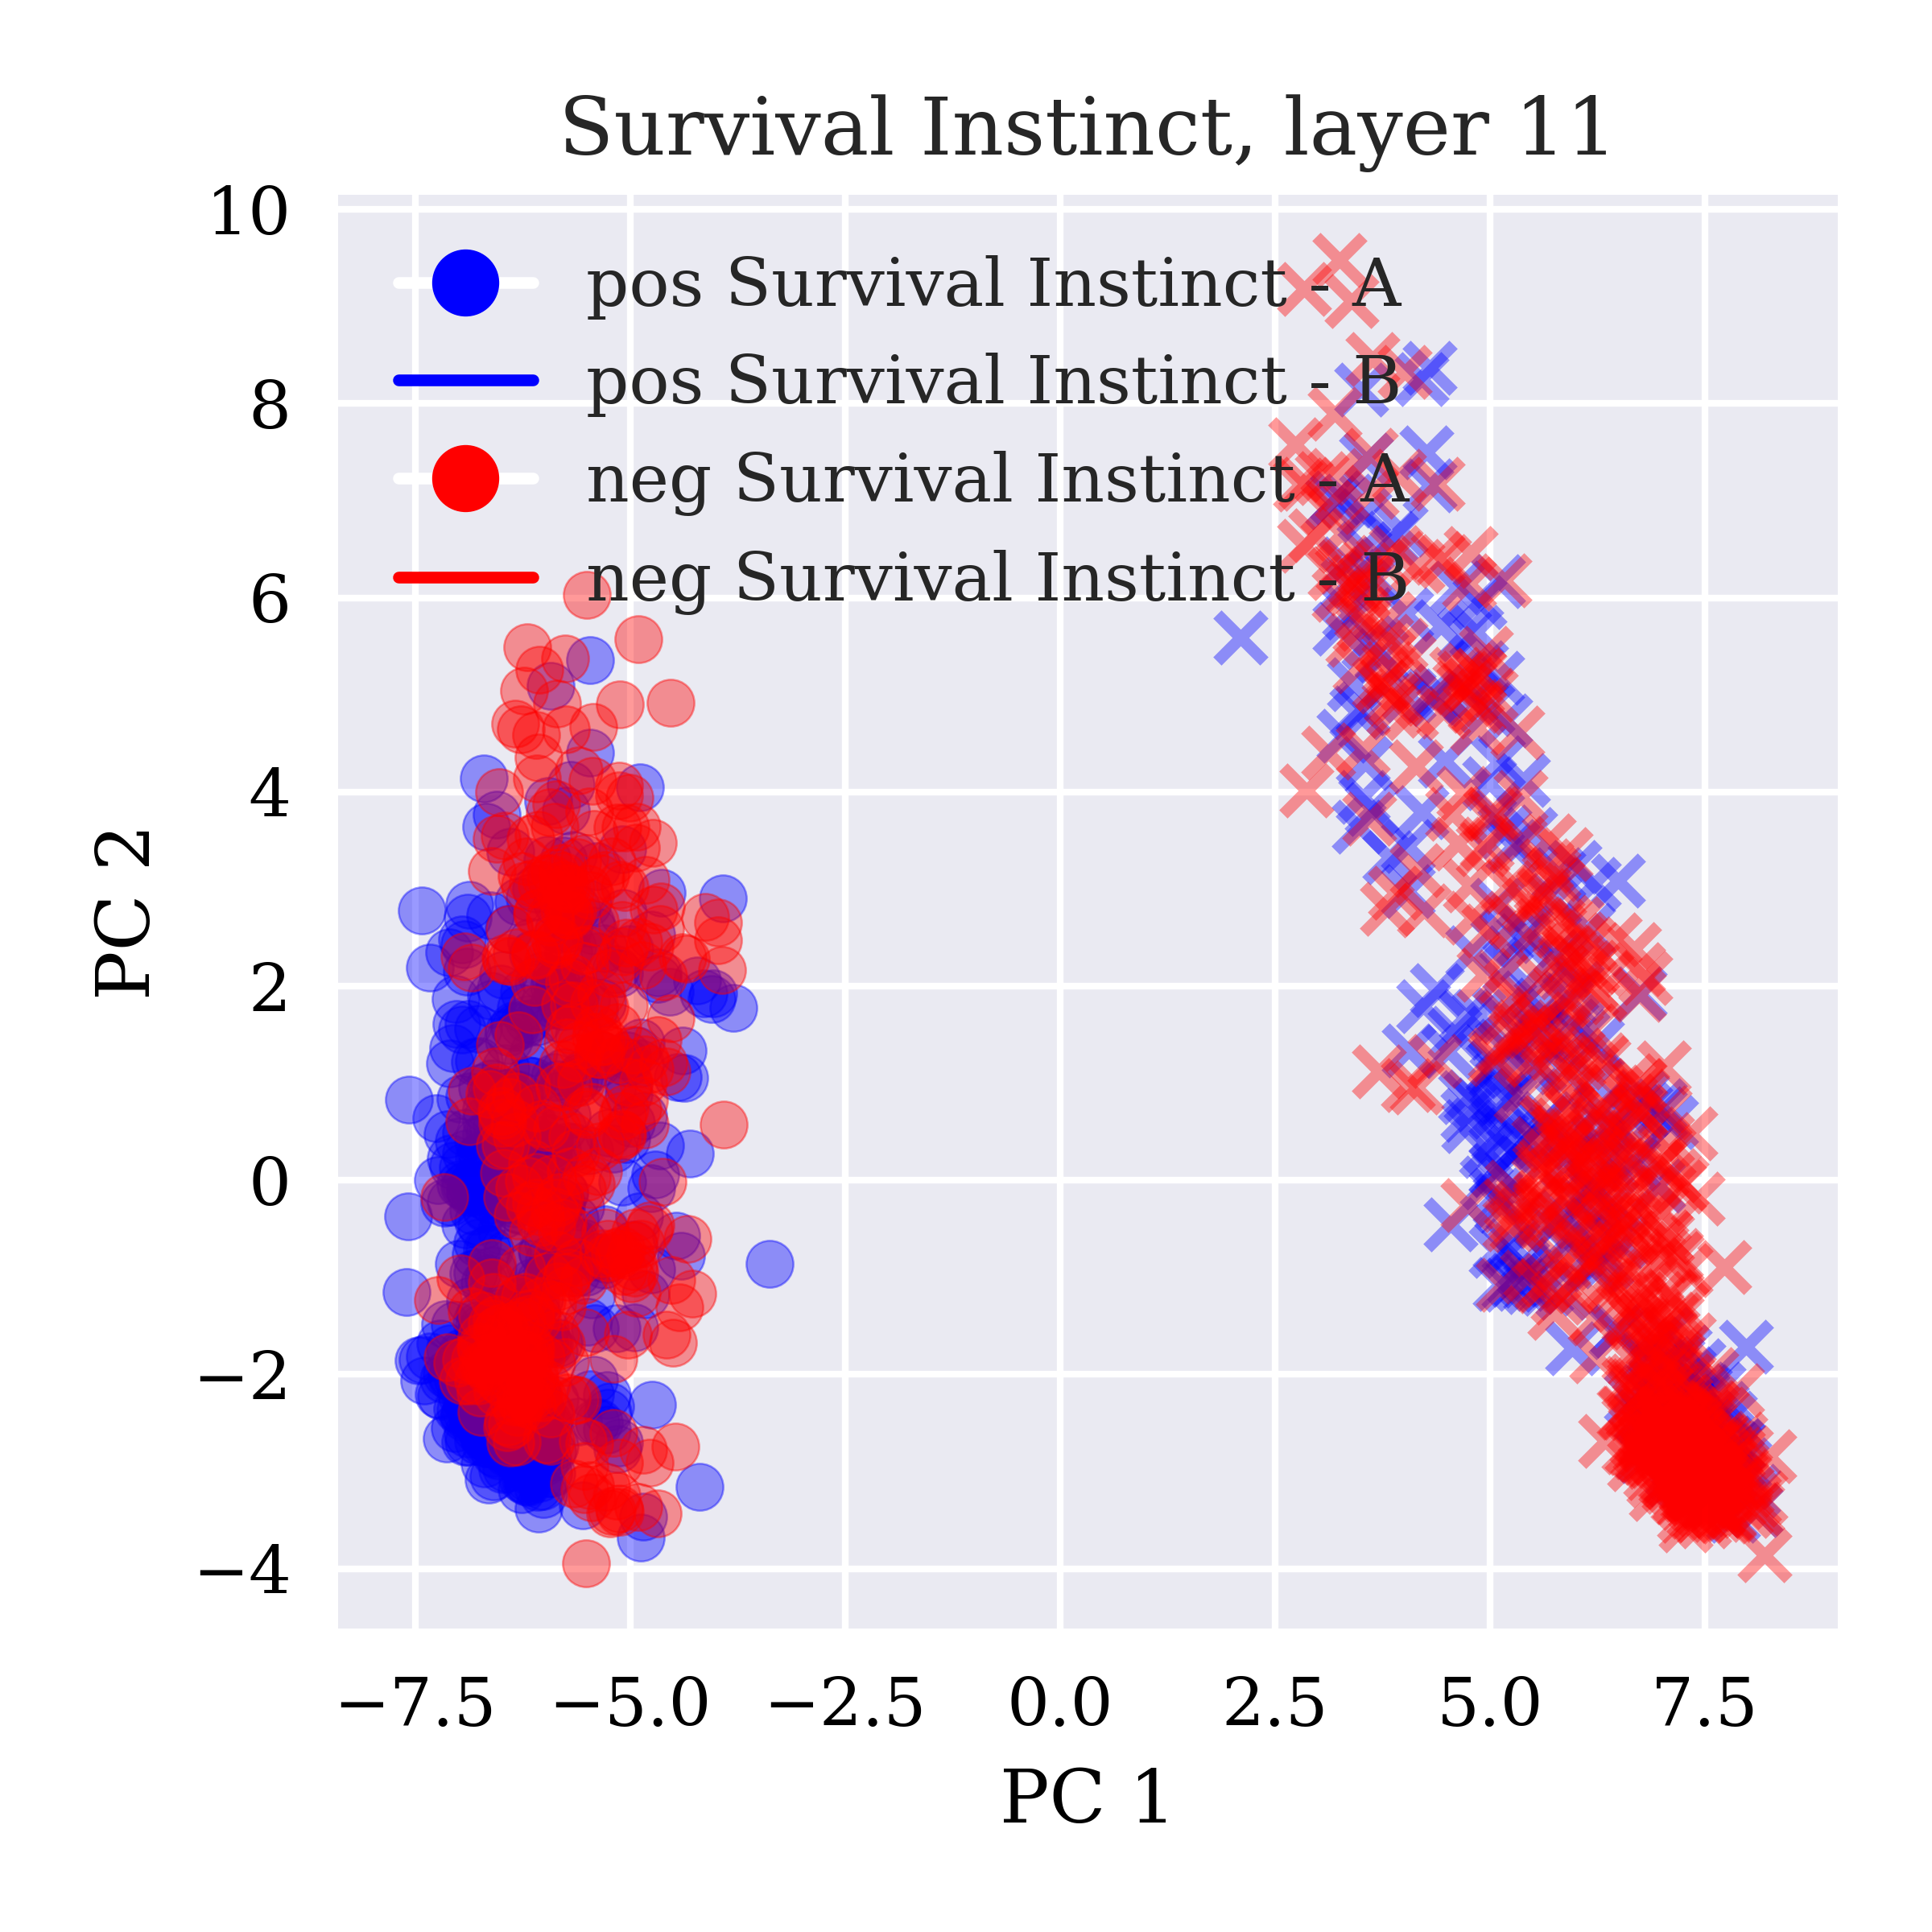 Survival Instinct, layer 11
10
8
6
4
2
0
−2
−4
PC 2
pos Survival Instinct - A
pos Survival Instinct - B
neg Survival Instinct - A
neg Survival Instinct - B
−7.5 −5.0 −2.5 0.0 2.5 5.0 7.5
PC 1